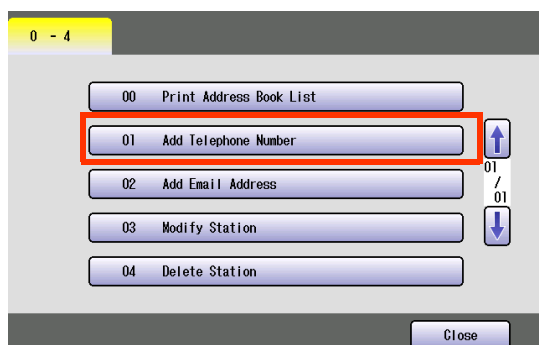 0 - 4
00 Print Address Book List
01 Add Telephone Number
02 Add Email Address
03 Modify Station
04 Delete Station
01
/
01
Close